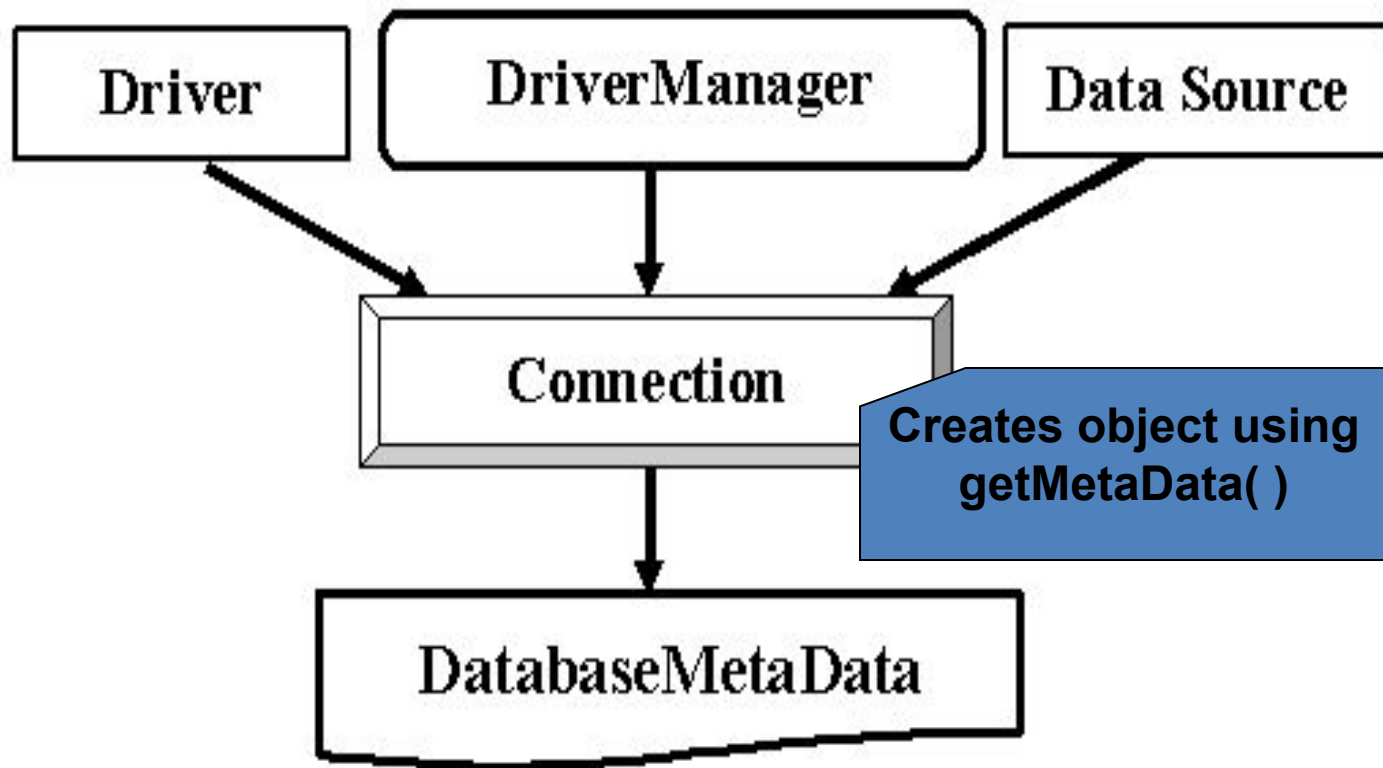 Driver
DriverManager
Data Source
Connection
Creates object using
getMetaData( )
DatabaseMetaData